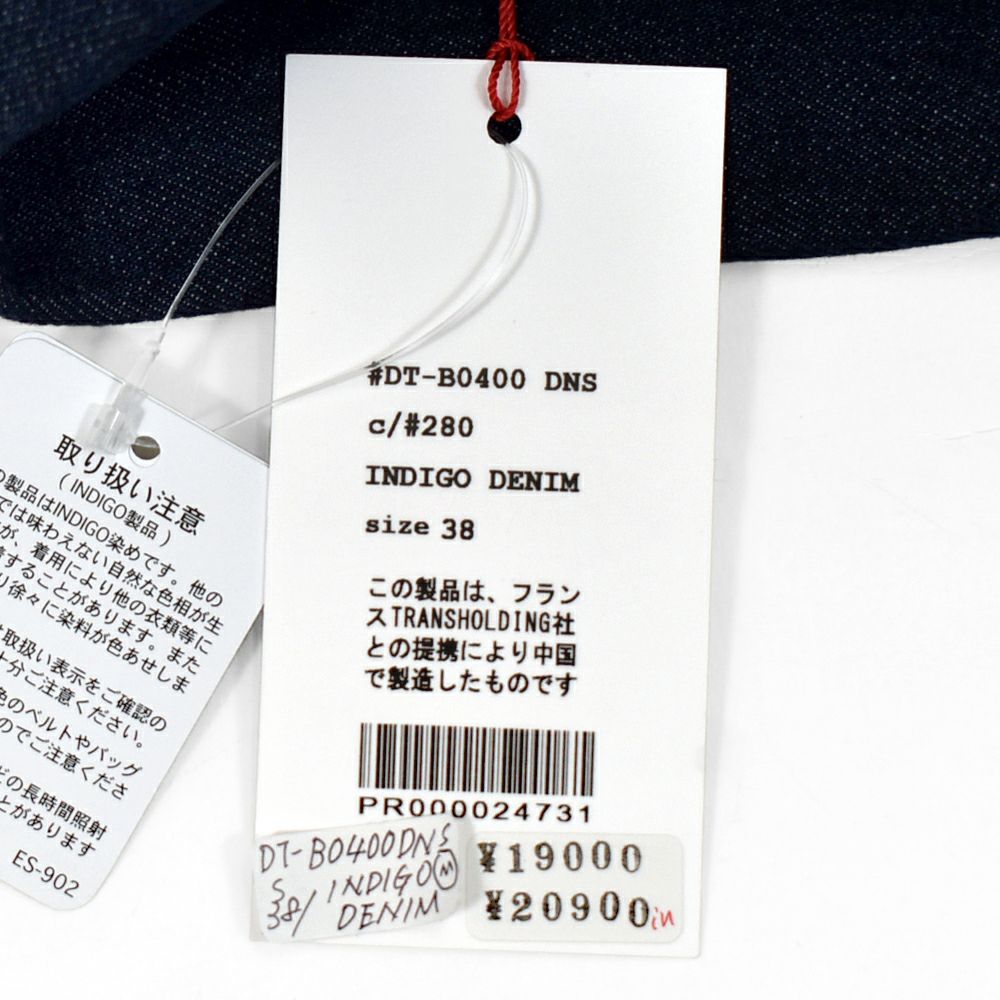 #DT-B0400 DNS
c/#280
INDIGO DENIM
size 38
この製品は、フラン
スTRANSHOLDING社
との提携により中国
で製造したものです
PR000024731
DT-B0400DNS
S
38/ INDIGO Ⓜ
DENIM
¥19000
¥20900in
取り扱い注意
(INDIGO製品)
の製品はINDIGO染めです。他の
では味わえない自然な色相が生
が、着用により他の衣類等に
することがあります。また
り徐々に染料が色あせしま
取扱い表示をご確認の
十分ご注意ください。
色のベルトやバッグ
のでご注意くださ
どの長時間照射
とがあります
ES-902